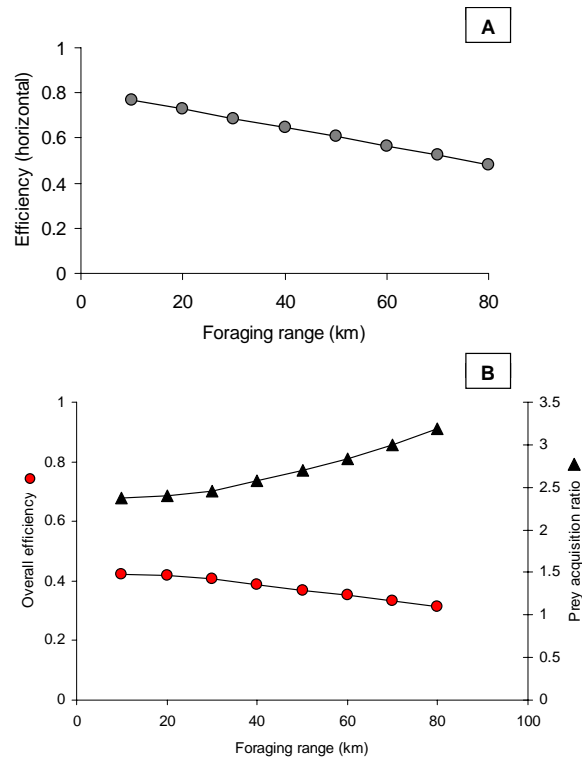 A
Efficiency (horizontal)
1
0.8
0.6
0.4
0.2
0
0 20 40 60 80
Foraging range (km)
B
Overall efficiency
1
0.8
0.6
0.4
0.2
0
3.5
3
2.5
2
1.5
1
0.5
0
Prey acquisition ratio
0 20 40 60 80 100
Foraging range (km)